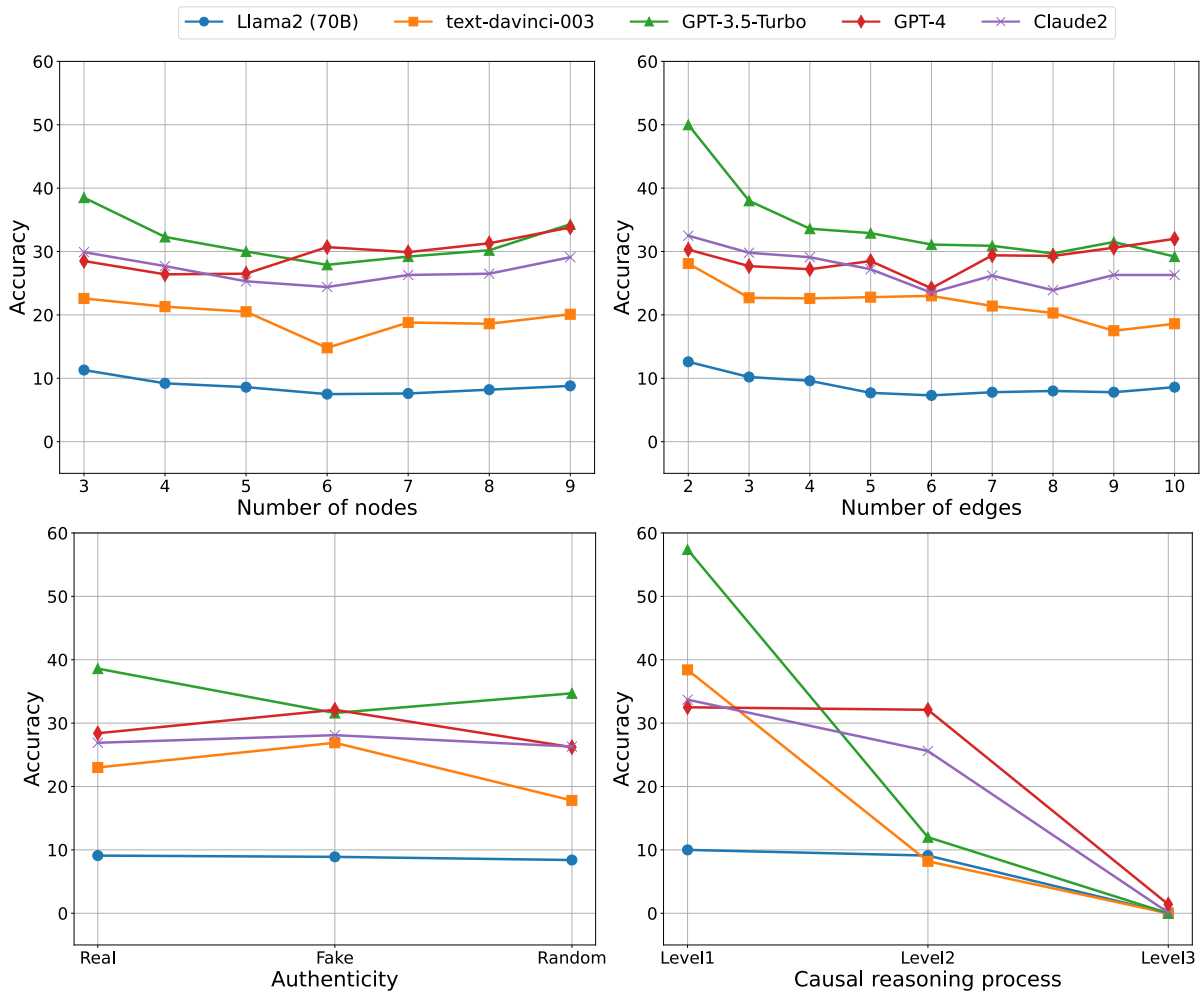 Llama2 (70B) text-davinci-003 GPT-3.5-Turbo GPT-4 Claude2
60
50
40
30
20
10
0
Accuracy
3 4 5 6 7 8 9
Number of nodes
60
50
40
30
20
10
0
Accuracy
2 3 4 5 6 7 8 9 10
Number of edges
60
50
40
30
20
10
0
Accuracy
Real Fake Random
Authenticity
60
50
40
30
20
10
0
Accuracy
Level1 Level2 Level3
Causal reasoning process